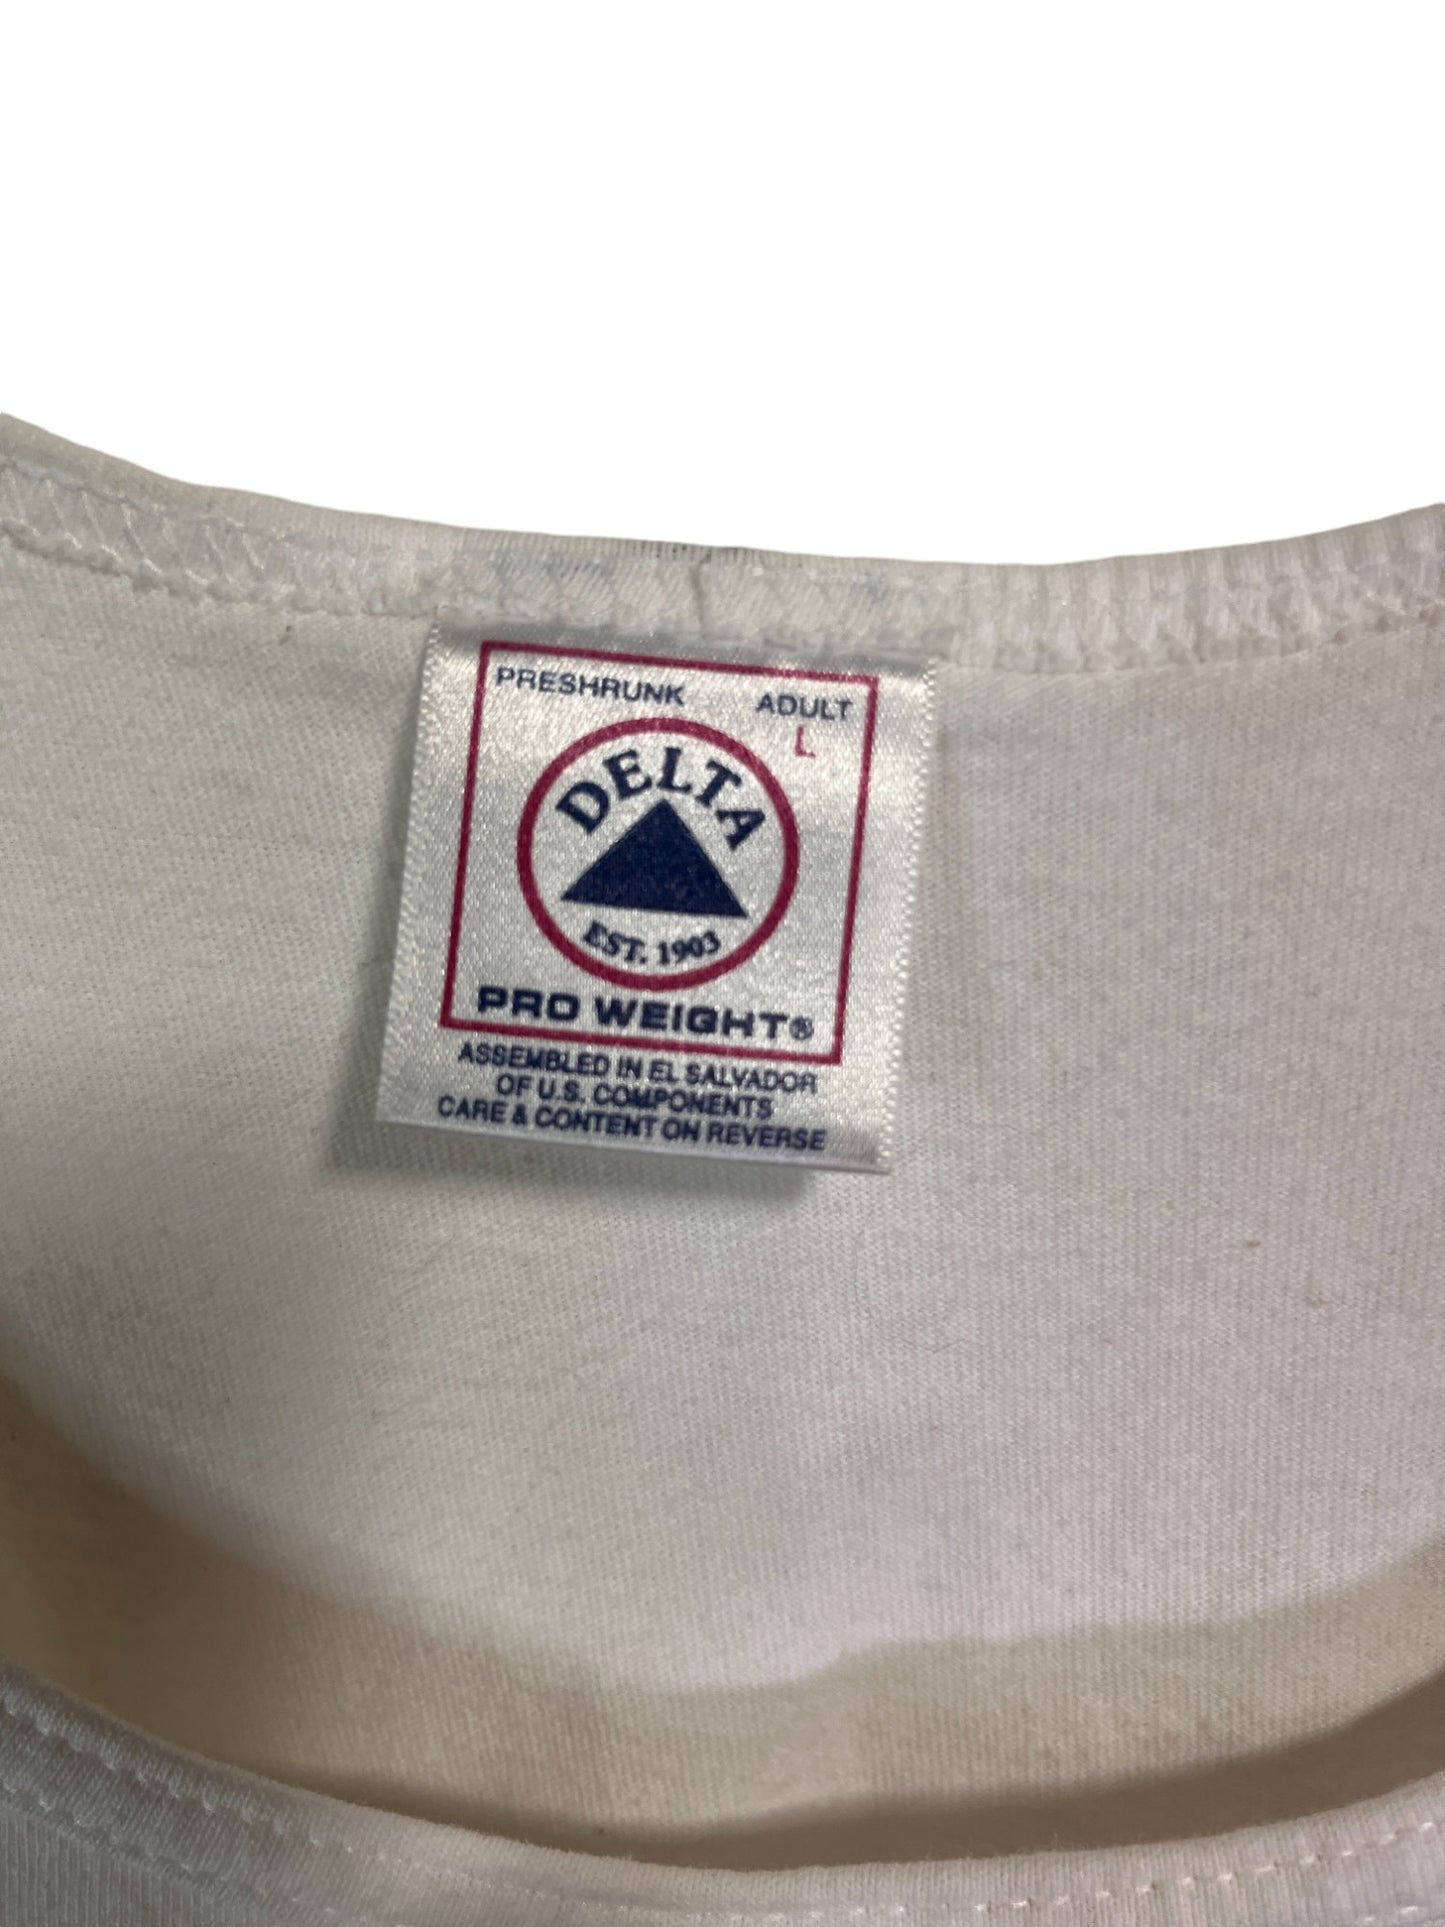 PRESHRUNK ADULT
L
DELTA
EST. 1903
PRO WEIGHT®
ASSEMBLED IN EL SALVADOR
OF U.S. COMPONENTS
CARE & CONTENT ON REVERSE